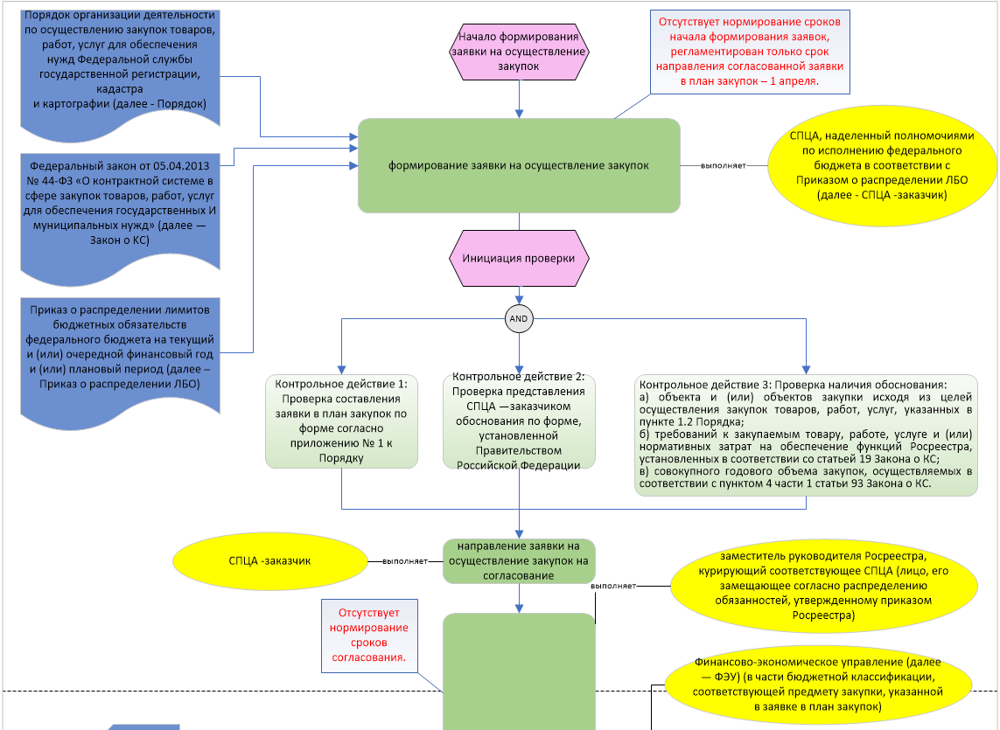 Порядок организации деятельности
по осуществлению закупок товаров,
работ, услуг для обеспечения
нужд Федеральной службы
государственной регистрации,
кадастра
и картографии (далее - Порядок)
Начало формирования
заявки на осуществление
закупок
Отсутствует нормирование сроков
начала формирования заявок,
регламентирован только срок
направления согласованной заявки
в план закупок – 1 апреля.
Федеральный закон от 05.04.2013
№ 44-ФЗ «О контрактной системе в
сфере закупок товаров, работ, услуг
для обеспечения государственных И
муниципальных нужд» (далее —
Закон о КС)
формирование заявки на осуществление закупок
выполняет
СПЦА, наделенный полномочиями
по исполнению федерального
бюджета в соответствии с
Приказом о распределении ЛБО
(далее - СПЦА -заказчик)
Инициация проверки
Приказ о распределении лимитов
бюджетных обязательств
федерального бюджета на текущий
и (или) очередной финансовый год
и (или) плановый период (далее –
Приказ о распределении ЛБО)
AND
Контрольное действие 1:
Проверка составления
заявки в план закупок по
форме согласно
приложению № 1 к
Порядку
Контрольное действие 2:
Проверка представления
СПЦА —заказчиком
обоснования по форме,
установленной
Правительством
Российской Федерации
Контрольное действие 3: Проверка наличия обоснования:
а) объекта и (или) объектов закупки исходя из целей
осуществления закупок товаров, работ, услуг, указанных в
пункте 1.2 Порядка;
б) требований к закупаемым товару, работе, услуге и (или)
нормативных затрат на обеспечение функций Росреестра,
установленных в соответствии со статьей 19 Закона о КС;
в) совокупного годового объема закупок, осуществляемых в
соответствии с пунктом 4 части 1 статьи 93 Закона о КС.
СПЦА -заказчик
выполняет
направление заявки на
осуществление закупок на
согласование
выполняет
заместитель руководителя Росреестра,
курирующий соответствующее СПЦА (лицо, его
замещающее согласно распределению
обязанностей, утвержденному приказом
Росреестра)
Отсутствует
нормирование
сроков
согласования.
Финансово-экономическое управление (далее
— ФЭУ) (в части бюджетной классификации,
соответствующей предмету закупки, указанной
в заявке в план закупок)